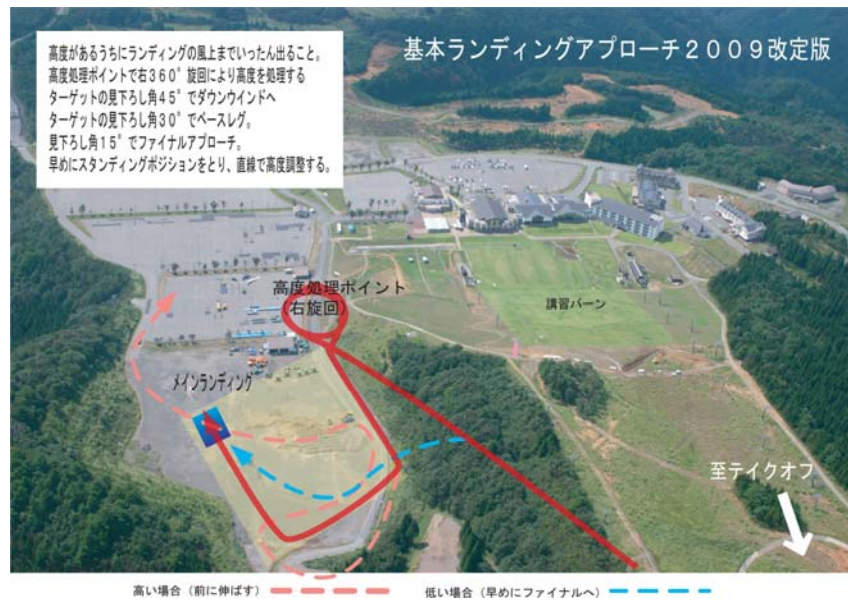 基本ランディングアプローチ2009改定版
高度があるうちにランディングの風上までいったん出ること。
高度処理ポイントで右360°旋回により高度を処理する
ターゲットの見下ろし角45°でダウンウインドへ
ターゲットの見下ろし角30°でベースレグ。
見下ろし角15°でファイナルアプローチ。
早めにスタンディングポジションをとり、直線で高度調整する。
高度処理ポイント
(右旋回)
講習バーン
メインランディング
至テイクオフ
高い場合(前に伸ばす)
低い場合(早めにファイナルへ)